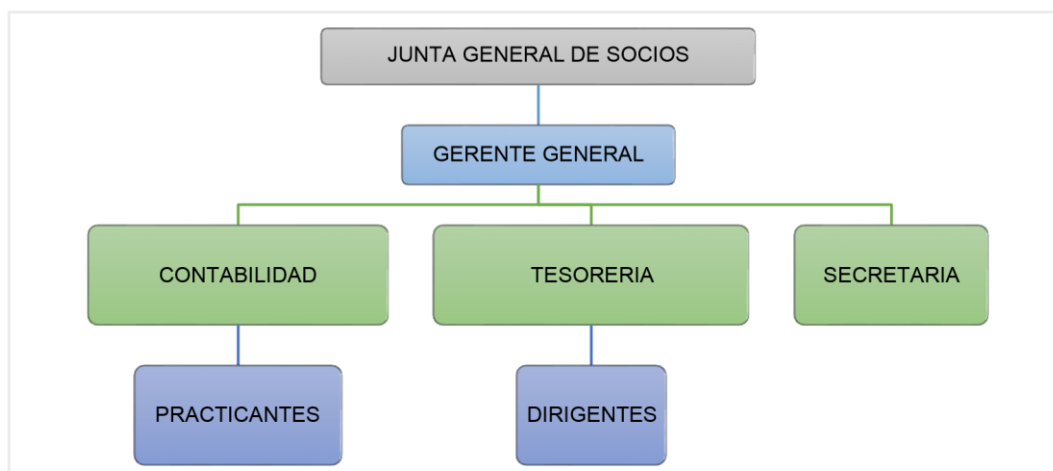 JUNTA GENERAL DE SOCIOS
GERENTE GENERAL
CONTABILIDAD
TESORERIA
SECRETARIA
PRACTICANTES
DIRIGENTES